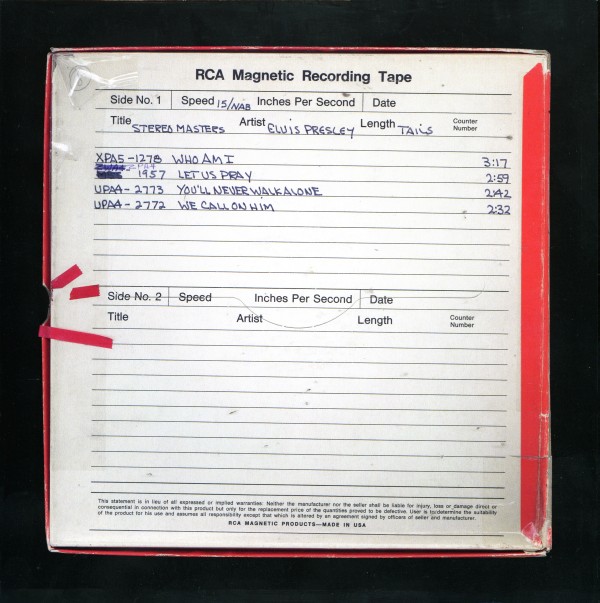 RCA Magnetic Recording Tape
Side No. 1 Speed 15/NAB Inches Per Second Date
Title STEREO MASTERS Artist ELVIS PRESLEY Length TAILS Counter Number
XPA5-1278 WHO AM I 3:17
1957 LET US PRAY 2:59
UPA4-2773 YOU'LL NEVER WALK ALONE 2:42
UPA4-2772 WE CALL ON HIM 2:32
Side No. 2 Speed Inches Per Second Date
Title Artist Length Counter Number
This statement is in lieu of all expressed or implied warranties: Neither the manufacturer nor the seller shall be liable for injury, loss or damage direct or
consequential in connection with this product but only for the replacement price of the quantities proved to be defective. User is to determine the suitability
of the product for his use and assumes all responsibility except that which is altered by an agreement signed by officers of seller and manufacturer.
RCA MAGNETIC PRODUCTS—MADE IN USA